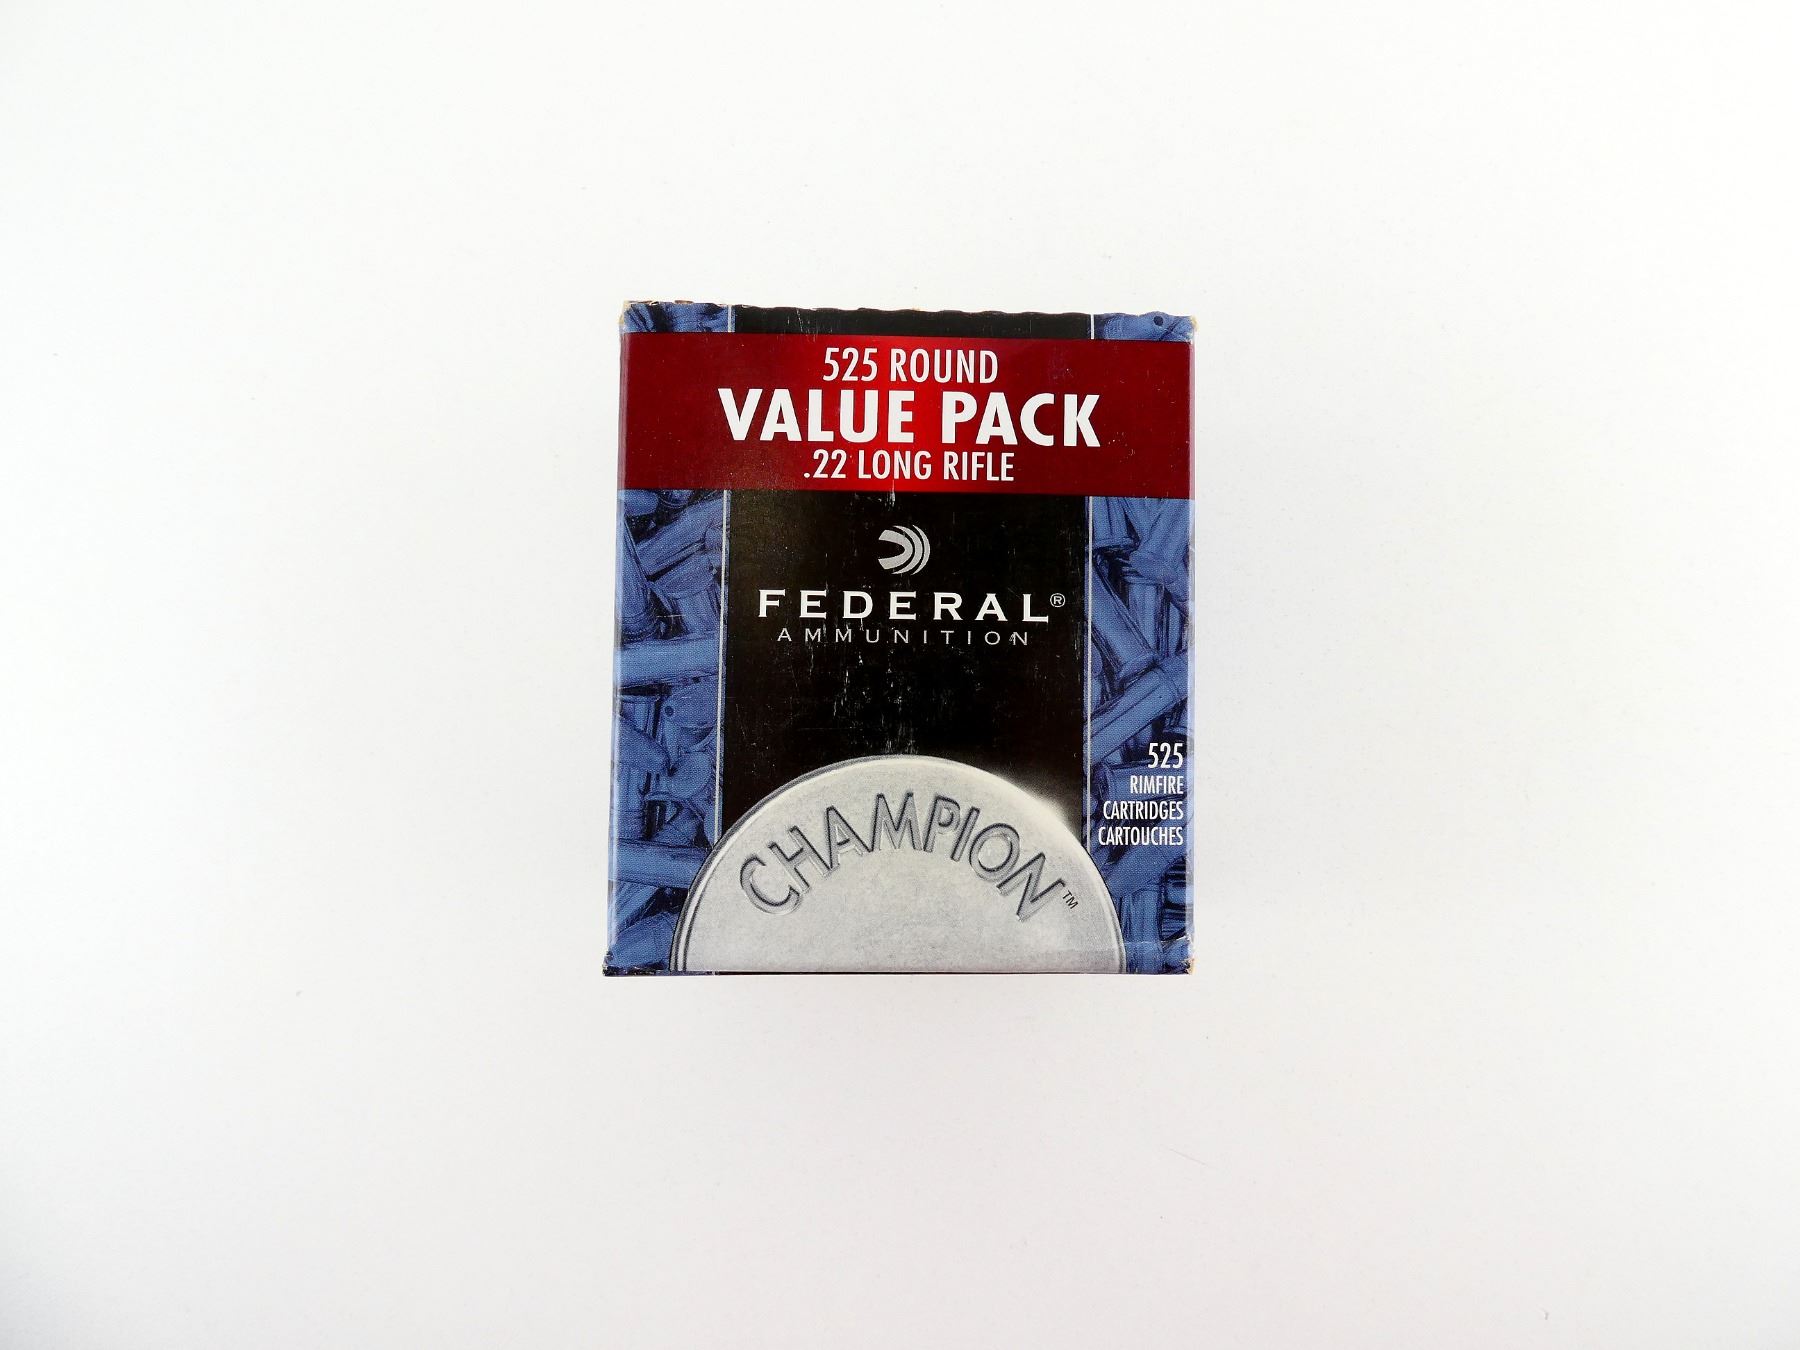 525 ROUND
VALUE PACK
.22 LONG RIFLE
FEDERAL®
AMMUNITION
525
RIMFIRE
CARTRIDGES
CARTOUCHES
CHAMPION™